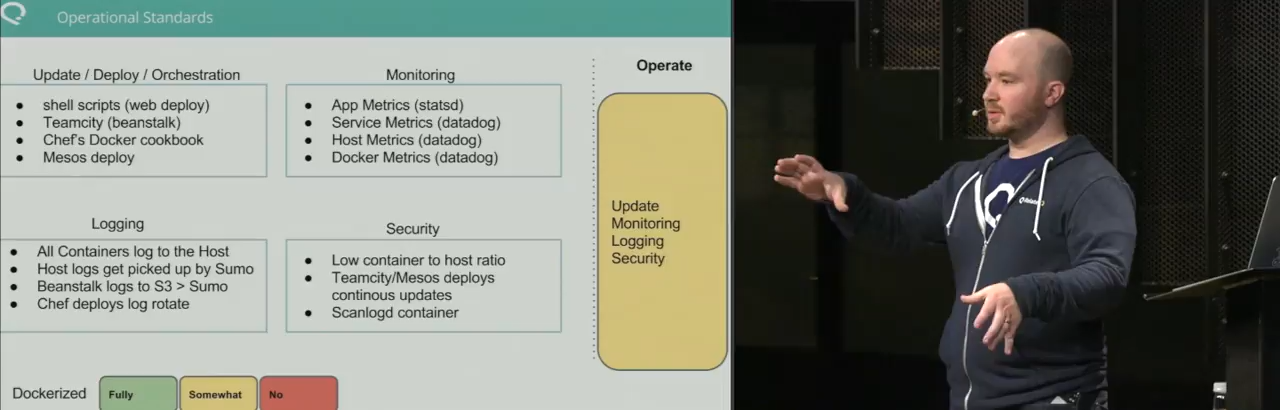 Operational Standards
Update / Deploy / Orchestration
shell scripts (web deploy)
Teamcity (beanstalk)
Chef's Docker cookbook
Mesos deploy
Monitoring
App Metrics (statsd)
Service Metrics (datadog)
Host Metrics (datadog)
Docker Metrics (datadog)
Logging
All Containers log to the Host
Host logs get picked up by Sumo
Beanstalk logs to S3 > Sumo
Chef deploys log rotate
Security
Low container to host ratio
Teamcity/Mesos deploys
continous updates
Scanlogd container
Operate
Update
Monitoring
Logging
Security
Dockerized
Fully
Somewhat
No